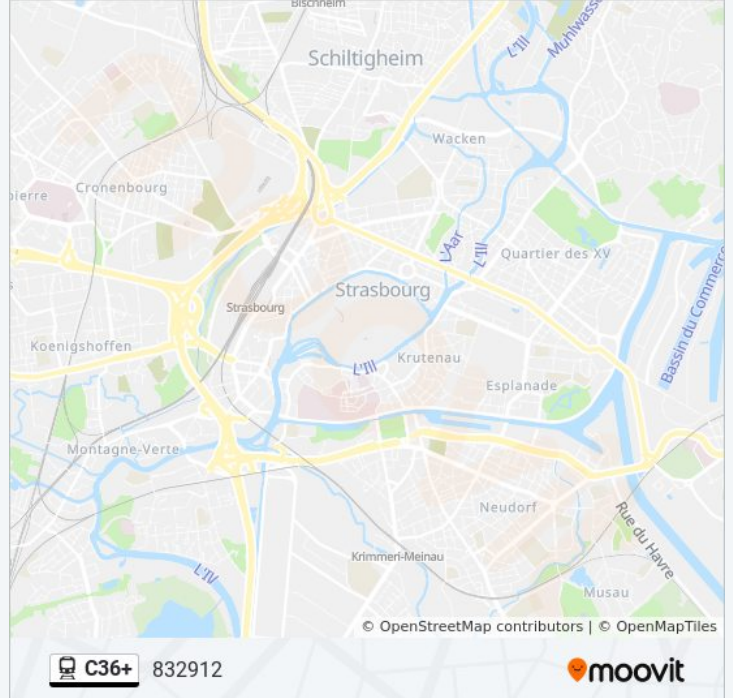 Bischheim
L'Ill
Muhlwasse
Schiltigheim
Wacken
pierre
Cronenbourg
L'Aar
L'Ill
Quartier des XV
Bassin du Commerce
Strasbourg
Strasbourg
Koenigshoffen
L'Ill
Krutenau
Esplanade
Montagne-Verte
Neudorf
Rue du Havre
Krimmeri-Meinau
L'Ill
Musau
© OpenStreetMap contributors | © OpenMapTiles
C36+ 832912
moovit